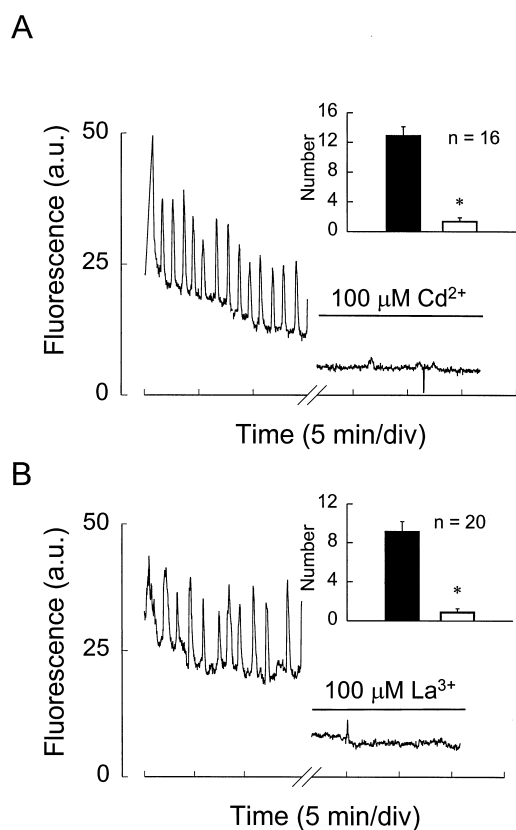 A
Fluorescence (a.u.)
50
25
0
Number
16
12
8
4
0
n = 16
*
100 μM Cd²⁺
Time (5 min/div)
B
Fluorescence (a.u.)
50
25
0
Number
12
8
4
0
n = 20
*
100 μM La³⁺
Time (5 min/div)